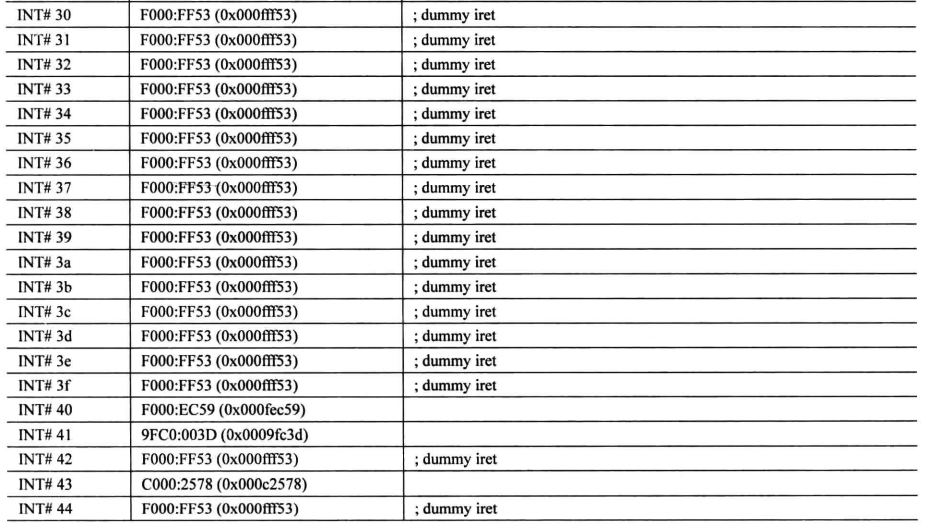 INT# 30 F000:FF53 (0x000fff53) ; dummy iret
INT# 31 F000:FF53 (0x000fff53) ; dummy iret
INT# 32 F000:FF53 (0x000fff53) ; dummy iret
INT# 33 F000:FF53 (0x000fff53) ; dummy iret
INT# 34 F000:FF53 (0x000fff53) ; dummy iret
INT# 35 F000:FF53 (0x000fff53) ; dummy iret
INT# 36 F000:FF53 (0x000fff53) ; dummy iret
INT# 37 F000:FF53 (0x000fff53) ; dummy iret
INT# 38 F000:FF53 (0x000fff53) ; dummy iret
INT# 39 F000:FF53 (0x000fff53) ; dummy iret
INT# 3a F000:FF53 (0x000fff53) ; dummy iret
INT# 3b F000:FF53 (0x000fff53) ; dummy iret
INT# 3c F000:FF53 (0x000fff53) ; dummy iret
INT# 3d F000:FF53 (0x000fff53) ; dummy iret
INT# 3e F000:FF53 (0x000fff53) ; dummy iret
INT# 3f F000:FF53 (0x000fff53) ; dummy iret
INT# 40 F000:EC59 (0x000fec59)
INT# 41 9FC0:003D (0x0009fc3d)
INT# 42 F000:FF53 (0x000fff53) ; dummy iret
INT# 43 C000:2578 (0x000c2578)
INT# 44 F000:FF53 (0x000fff53) ; dummy iret